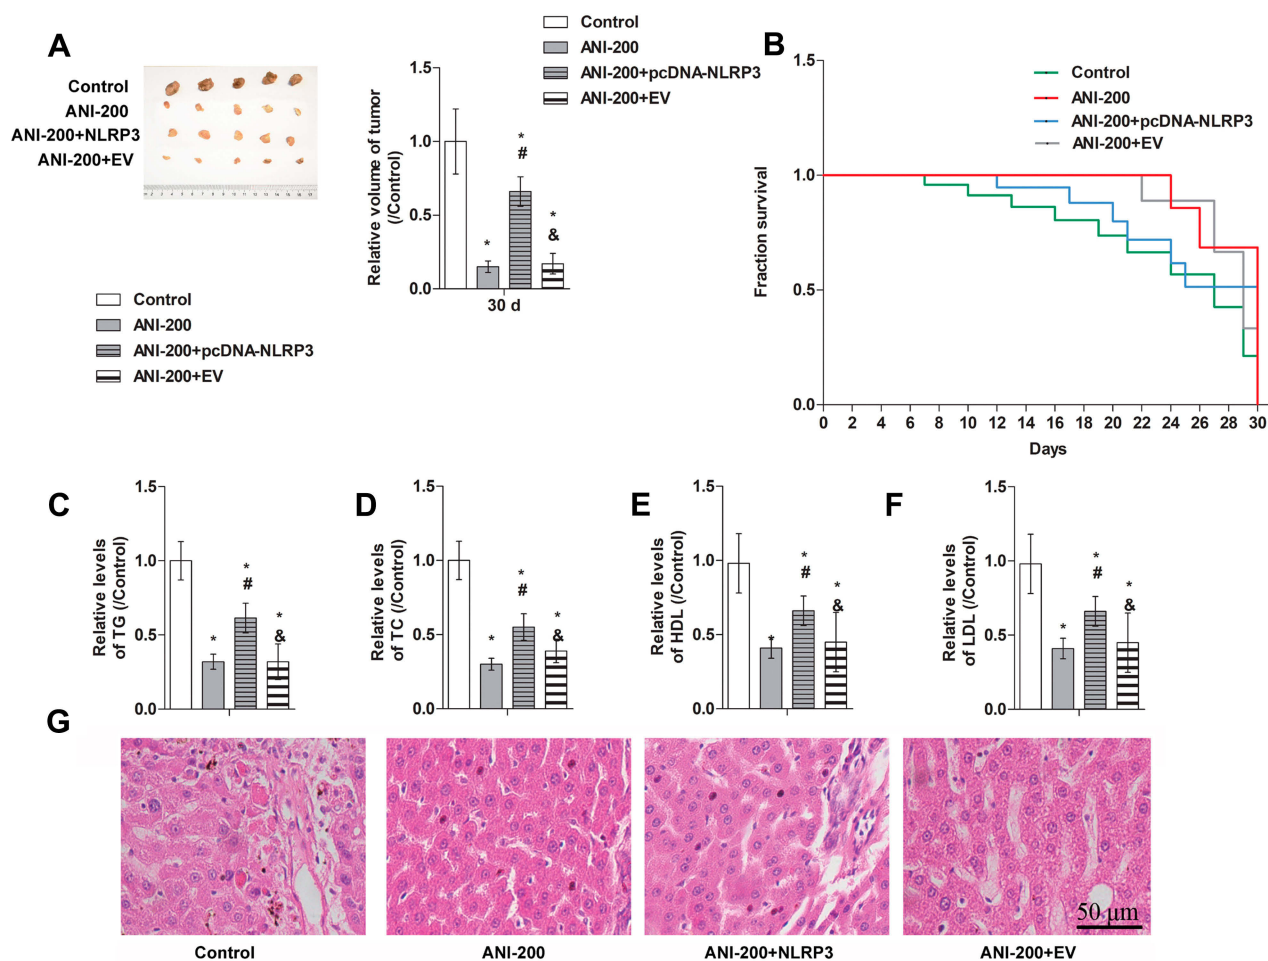 A
Control
ANI-200
ANI-200+NLRP3
ANI-200+EV
Control
ANI-200
ANI-200+pcDNA-NLRP3
ANI-200+EV
Relative volume of tumor
(/Control)
1.5
1.0
0.5
0.0
*
*
#
*
&
30 d
Control
ANI-200
ANI-200+pcDNA-NLRP3
ANI-200+EV
B
Control
ANI-200
ANI-200+pcDNA-NLRP3
ANI-200+EV
Fraction survival
1.5
1.0
0.5
0.0
0 2 4 6 8 10 12 14 16 18 20 22 24 26 28 30
Days
C
Relative levels
of TG (/Control)
1.5
1.0
0.5
0.0
*
*
#
*
&
D
Relative levels
of TC (/Control)
1.5
1.0
0.5
0.0
*
*
#
*
&
E
Relative levels
of HDL (/Control)
1.5
1.0
0.5
0.0
*
*
#
*
&
F
Relative levels
of LDL (/Control)
1.5
1.0
0.5
0.0
*
*
#
*
&
G
50 μm
Control
ANI-200
ANI-200+NLRP3
ANI-200+EV